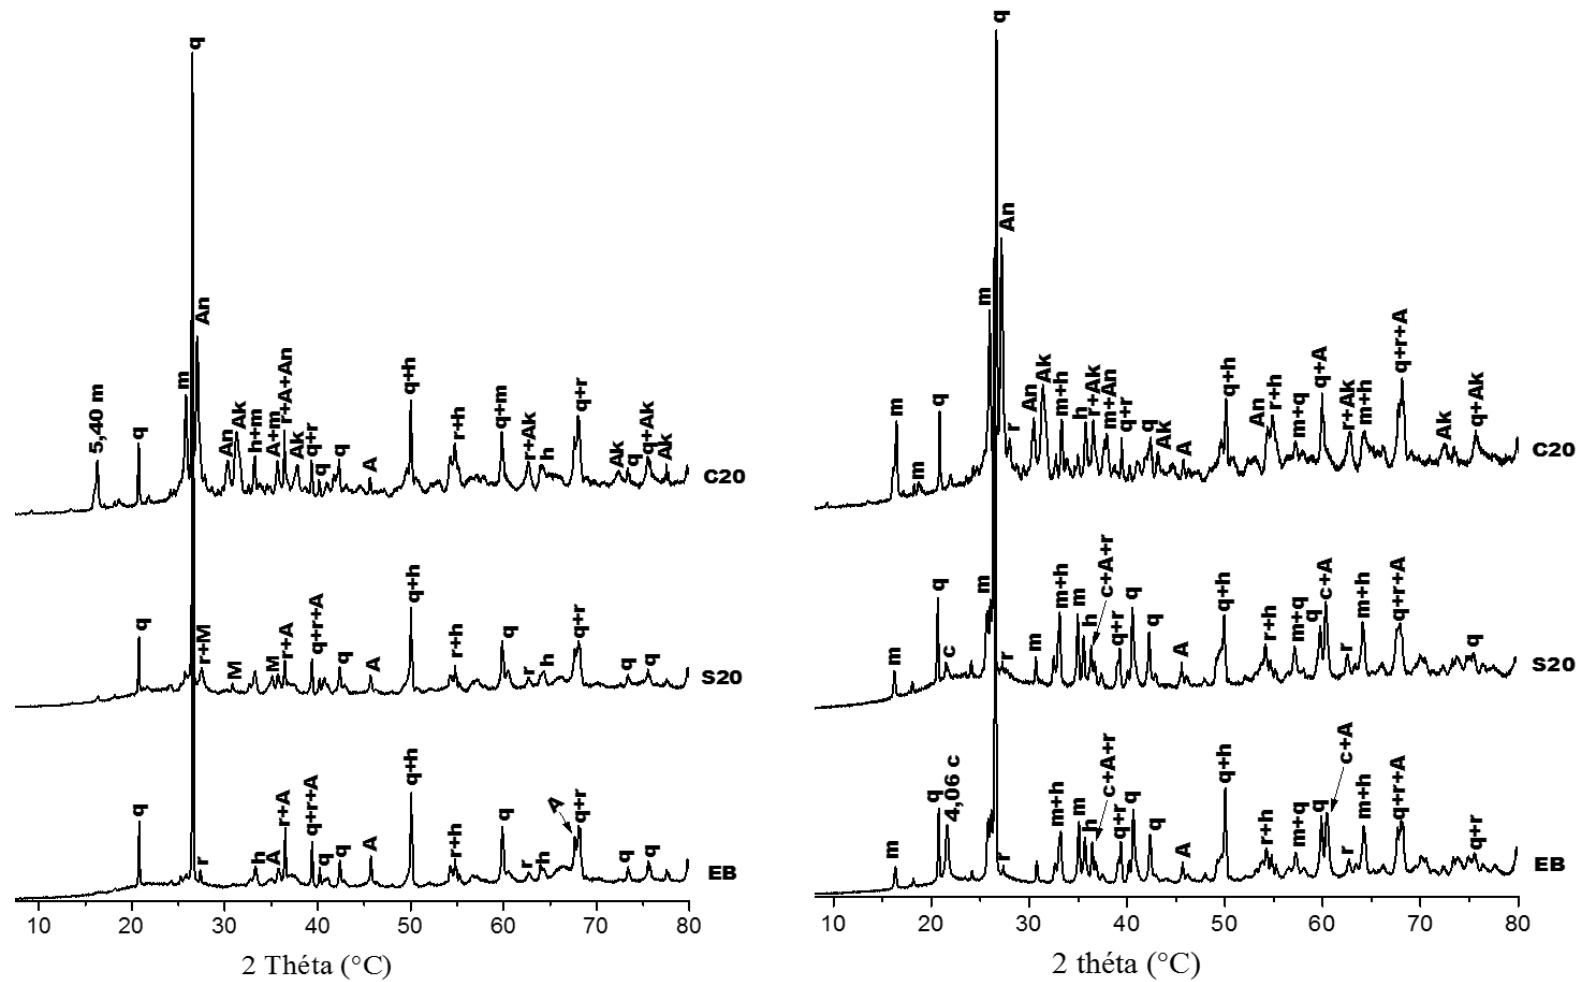 q
An
5,40 m
q
m
An
Ak
h+m
A+m
r+A+An
Ak
q+r
q
q
A
q+h
r+h
q+m
r+Ak
h
q+r
Ak
q
q+Ak
Ak
C20
q
r+M
M
M
r+A
q+r+A
q
A
q+h
r+h
q
r
h
q+r
q
q
S20
q
r
h
A
r+A
q+r+A
q
q
A
q+h
r+h
q
r
h
A
q+r
q
q
EB
10 20 30 40 50 60 70 80
2 Théta (°C)
q
An
m
m
m
q
r
An
Ak
m+h
h
r+Ak
m+An
q+r
q
Ak
A
q+h
An
r+h
m+q
q+A
r+Ak
m+h
q+r+A
Ak
q+Ak
C20
m
q
c
m
r
m
m+h
m
h
c+A+r
q+r
q
q
A
q+h
r+h
m+q
q
c+A
r
m+h
q+r+A
q
S20
m
q
4,06 c
r
m+h
m
h
c+A+r
q+r
q
q
A
q+h
r+h
m+q
q
c+A
r
m+h
q+r+A
q+r
EB
10 20 30 40 50 60 70 80
2 théta (°C)